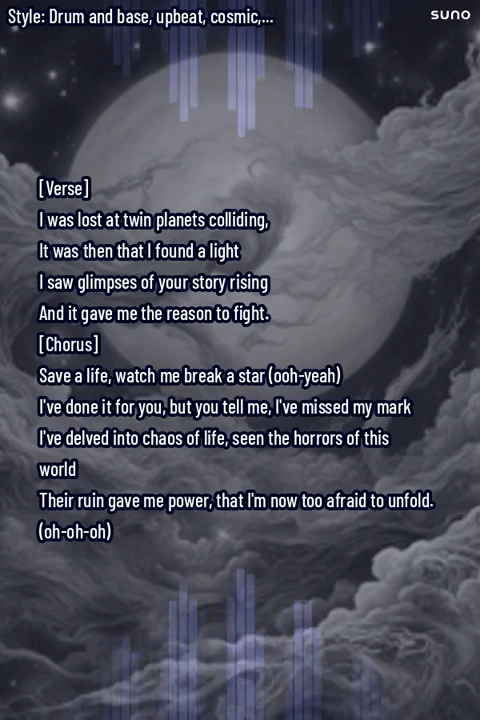 Style: Drum and base, upbeat, cosmic,...
suno
[Verse]
I was lost at twin planets colliding,
It was then that I found a light
I saw glimpses of your story rising
And it gave me the reason to fight.
[Chorus]
Save a life, watch me break a star (ooh-yeah)
I've done it for you, but you tell me, I've missed my mark
I've delved into chaos of life, seen the horrors of this
world
Their ruin gave me power, that I'm now too afraid to unfold.
(oh-oh-oh)